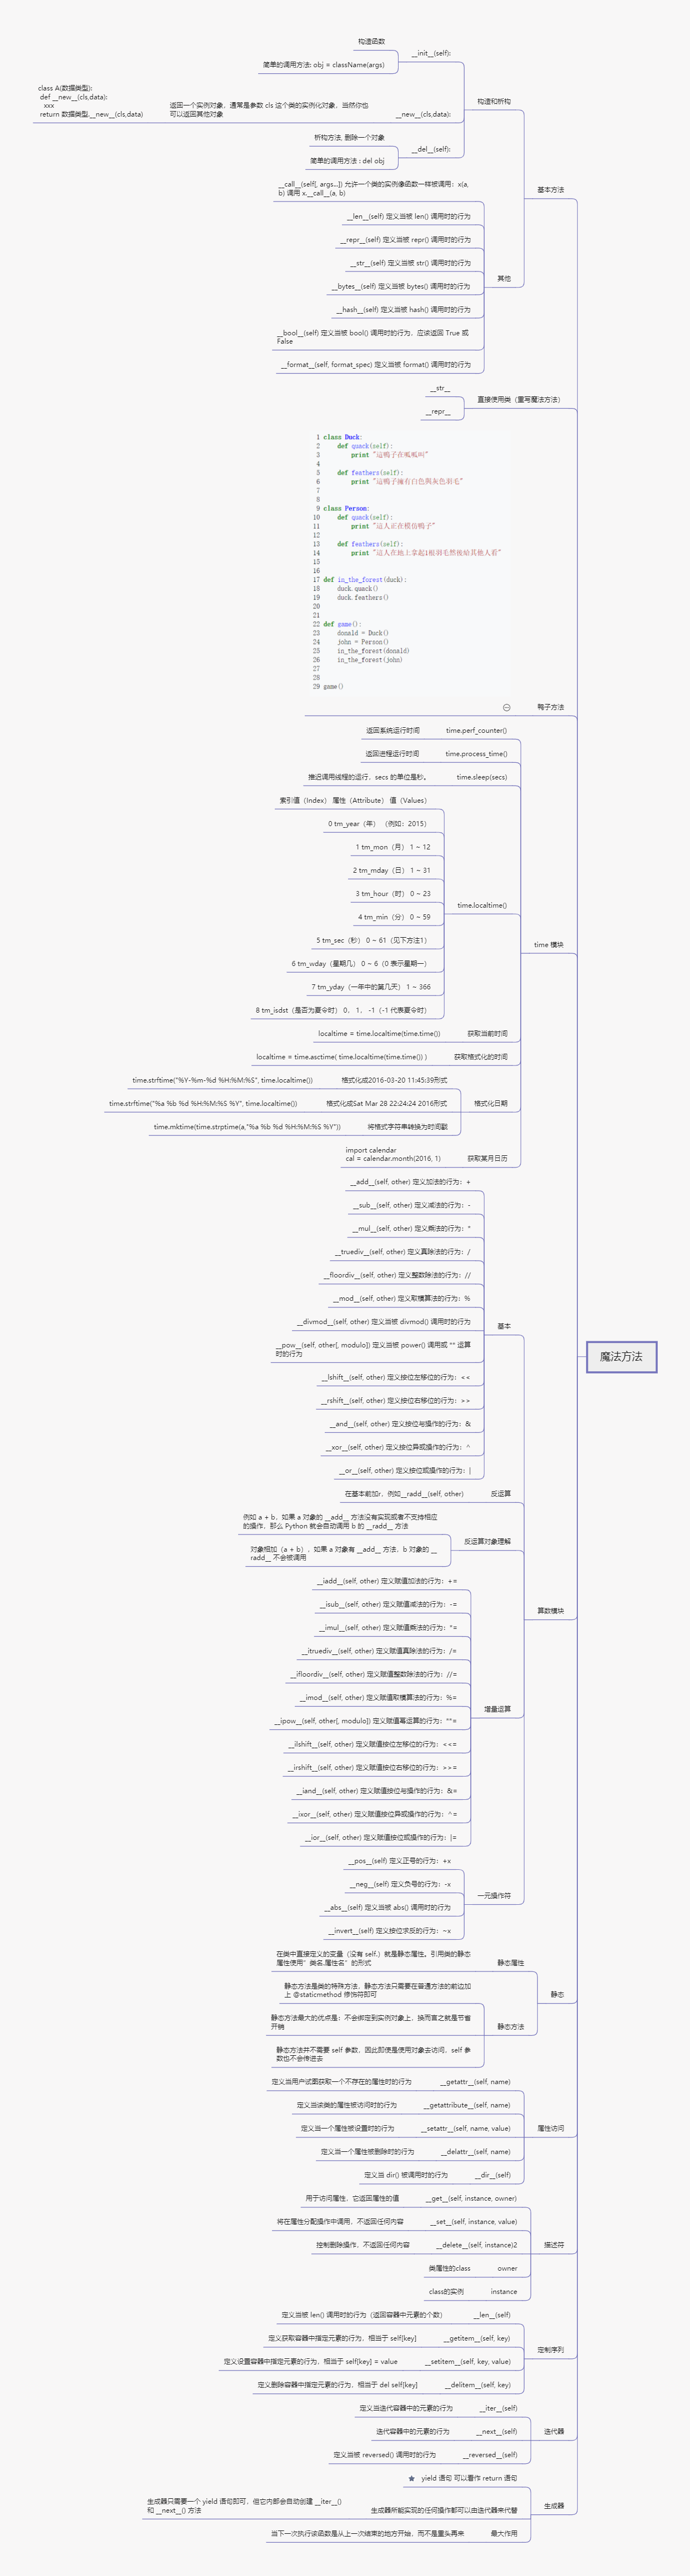 构造函数
__init__(self):
简单的调用方法: obj = className(args)
构造和析构
class A(数据类型):
def __new__(cls,data):
xxx
return 数据类型.__new__(cls,data)
返回一个实例对象，通常是参数 cls 这个类的实例化对象，当然你也
可以返回其他对象
__new__(cls,data):
析构方法, 删除一个对象
__del__(self):
简单的调用方法 : del obj
基本方法
__call__(self[, args...]) 允许一个类的实例像函数一样被调用：x(a,
b) 调用 x.__call__(a, b)
__len__(self) 定义当被 len() 调用时的行为
__repr__(self) 定义当被 repr() 调用时的行为
__str__(self) 定义当被 str() 调用时的行为
其他
__bytes__(self) 定义当被 bytes() 调用时的行为
__hash__(self) 定义当被 hash() 调用时的行为
__bool__(self) 定义当被 bool() 调用时的行为，应该返回 True 或
False
__format__(self, format_spec) 定义当被 format() 调用时的行为
__str__
直接使用类（重写魔法方法）
__repr__
1 class Duck:
2 def quack(self):
3 print "這鴨子在呱呱叫"
4
5 def feathers(self):
6 print "這鴨子擁有白色與灰色羽毛"
7
8
9 class Person:
10 def quack(self):
11 print "這人正在模仿鴨子"
12
13 def feathers(self):
14 print "這人在地上拿起1根羽毛然後給其他人看"
15
16
17 def in_the_forest(duck):
18 duck.quack()
19 duck.feathers()
20
21
22 def game():
23 donald = Duck()
24 john = Person()
25 in_the_forest(donald)
26 in_the_forest(john)
27
28
29 game()
鸭子方法
返回系统运行时间 time.perf_counter()
返回进程运行时间 time.process_time()
推迟调用线程的运行，secs 的单位是秒。 time.sleep(secs)
索引值（Index） 属性（Attribute） 值（Values）
0 tm_year（年） （例如：2015）
1 tm_mon（月） 1 ~ 12
2 tm_mday（日） 1 ~ 31
3 tm_hour（时） 0 ~ 23
time.localtime()
4 tm_min（分） 0 ~ 59
5 tm_sec（秒） 0 ~ 61（见下方注1）
time 模块
6 tm_wday（星期几） 0 ~ 6（0 表示星期一）
7 tm_yday（一年中的第几天） 1 ~ 366
8 tm_isdst（是否为夏令时） 0， 1， -1（-1 代表夏令时）
localtime = time.localtime(time.time()) 获取当前时间
localtime = time.asctime( time.localtime(time.time()) ) 获取格式化的时间
time.strftime("%Y-%m-%d %H:%M:%S", time.localtime()) 格式化成2016-03-20 11:45:39形式
time.strftime("%a %b %d %H:%M:%S %Y", time.localtime()) 格式化成Sat Mar 28 22:24:24 2016形式 格式化日期
time.mktime(time.strptime(a,"%a %b %d %H:%M:%S %Y")) 将格式字符串转换为时间戳
import calendar
cal = calendar.month(2016, 1) 获取某月日历
__add__(self, other) 定义加法的行为：+
__sub__(self, other) 定义减法的行为：-
__mul__(self, other) 定义乘法的行为：*
__truediv__(self, other) 定义真除法的行为：/
__floordiv__(self, other) 定义整数除法的行为：//
__mod__(self, other) 定义取模算法的行为：%
基本
__divmod__(self, other) 定义当被 divmod() 调用时的行为
__pow__(self, other[, modulo]) 定义当被 power() 调用或 ** 运算
时的行为
魔法方法
__lshift__(self, other) 定义按位左移位的行为：<<
__rshift__(self, other) 定义按位右移位的行为：>>
__and__(self, other) 定义按位与操作的行为：&
__xor__(self, other) 定义按位异或操作的行为：^
__or__(self, other) 定义按位或操作的行为：|
在基本前加r，例如__radd__(self, other) 反运算
例如 a + b，如果 a 对象的 __add__ 方法没有实现或者不支持相应
的操作，那么 Python 就会自动调用 b 的 __radd__ 方法
反运算对象理解
对象相加（a + b），如果 a 对象有 __add__ 方法，b 对象的 __
radd__ 不会被调用
__iadd__(self, other) 定义赋值加法的行为：+=
__isub__(self, other) 定义赋值减法的行为：-=
算数模块
__imul__(self, other) 定义赋值乘法的行为：*=
__itruediv__(self, other) 定义赋值真除法的行为：/=
__ifloordiv__(self, other) 定义赋值整数除法的行为：//=
__imod__(self, other) 定义赋值取模算法的行为：%=
增量运算
__ipow__(self, other[, modulo]) 定义赋值幂运算的行为：**=
__ilshift__(self, other) 定义赋值按位左移位的行为：<<=
__irshift__(self, other) 定义赋值按位右移位的行为：>>=
__iand__(self, other) 定义赋值按位与操作的行为：&=
__ixor__(self, other) 定义赋值按位异或操作的行为：^=
__ior__(self, other) 定义赋值按位或操作的行为：|=
__pos__(self) 定义正号的行为：+x
__neg__(self) 定义负号的行为：-x
一元操作符
__abs__(self) 定义当被 abs() 调用时的行为
__invert__(self) 定义按位求反的行为：~x
在类中直接定义的变量（没有 self.）就是静态属性。引用类的静态
属性使用”类名.属性名”的形式
静态属性
静态方法是类的特殊方法，静态方法只需要在普通方法的前边加
上 @staticmethod 修饰符即可
静态
静态方法最大的优点是：不会绑定到实例对象上，换而言之就是节省
开销
静态方法
静态方法并不需要 self 参数，因此即使是使用对象去访问，self 参
数也不会传进去
定义当用户试图获取一个不存在的属性时的行为 __getattr__(self, name)
定义当该类的属性被访问时的行为 __getattribute__(self, name)
定义当一个属性被设置时的行为 __setattr__(self, name, value) 属性访问
定义当一个属性被删除时的行为 __delattr__(self, name)
定义当 dir() 被调用时的行为 __dir__(self)
用于访问属性，它返回属性的值 __get__(self, instance, owner)
将在属性分配操作中调用，不返回任何内容 __set__(self, instance, value)
控制删除操作，不返回任何内容 __delete__(self, instance)2 描述符
类属性的class owner
class的实例 instance
定义当被 len() 调用时的行为（返回容器中元素的个数） __len__(self)
定义获取容器中指定元素的行为，相当于 self[key] __getitem__(self, key)
定制序列
定义设置容器中指定元素的行为，相当于 self[key] = value __setitem__(self, key, value)
定义删除容器中指定元素的行为，相当于 del self[key] __delitem__(self, key)
定义当迭代容器中的元素的行为 __iter__(self)
迭代容器中的元素的行为 __next__(self) 迭代器
定义当被 reversed() 调用时的行为 __reversed__(self)
yield 语句 可以看作 return 语句
生成器只需要一个 yield 语句即可，但它内部会自动创建 __iter__()
和 __next__() 方法
生成器所能实现的任何操作都可以由迭代器来代替
生成器
当下一次执行该函数是从上一次结束的地方开始，而不是重头再来 最大作用